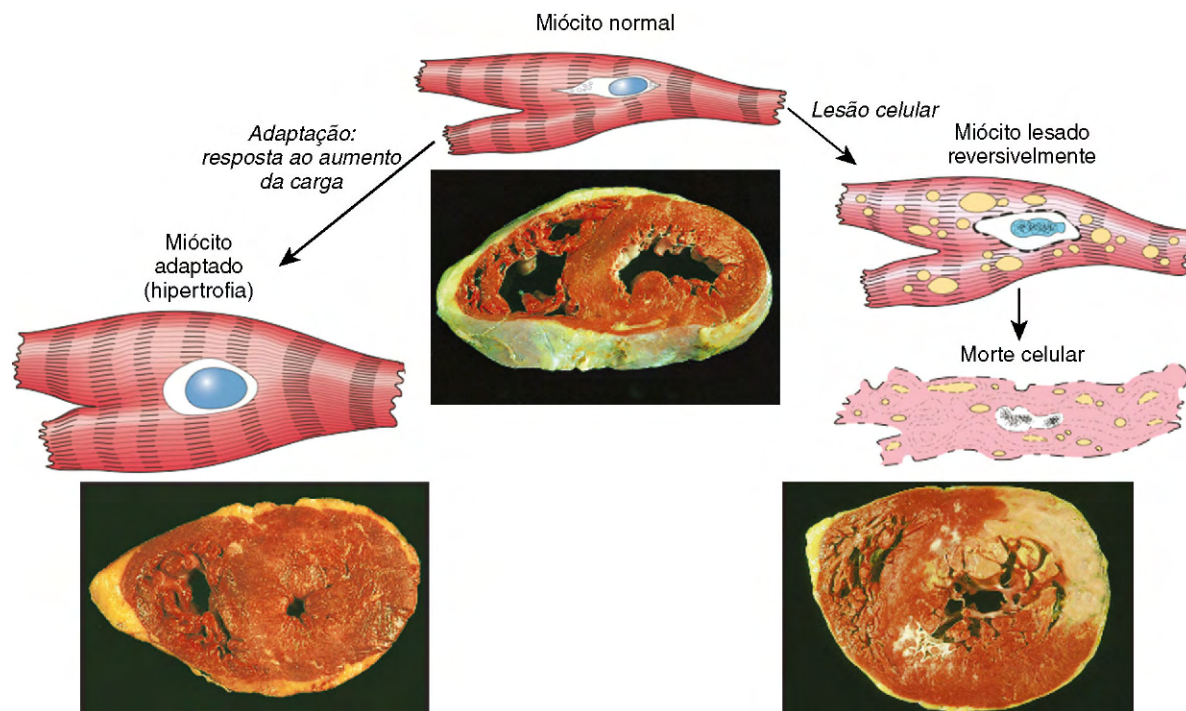 Miócito normal
Adaptação:
resposta ao aumento
da carga
Lesão celular
Miócito lesado
reversivelmente
Miócito
adaptado
(hipertrofia)
Morte celular